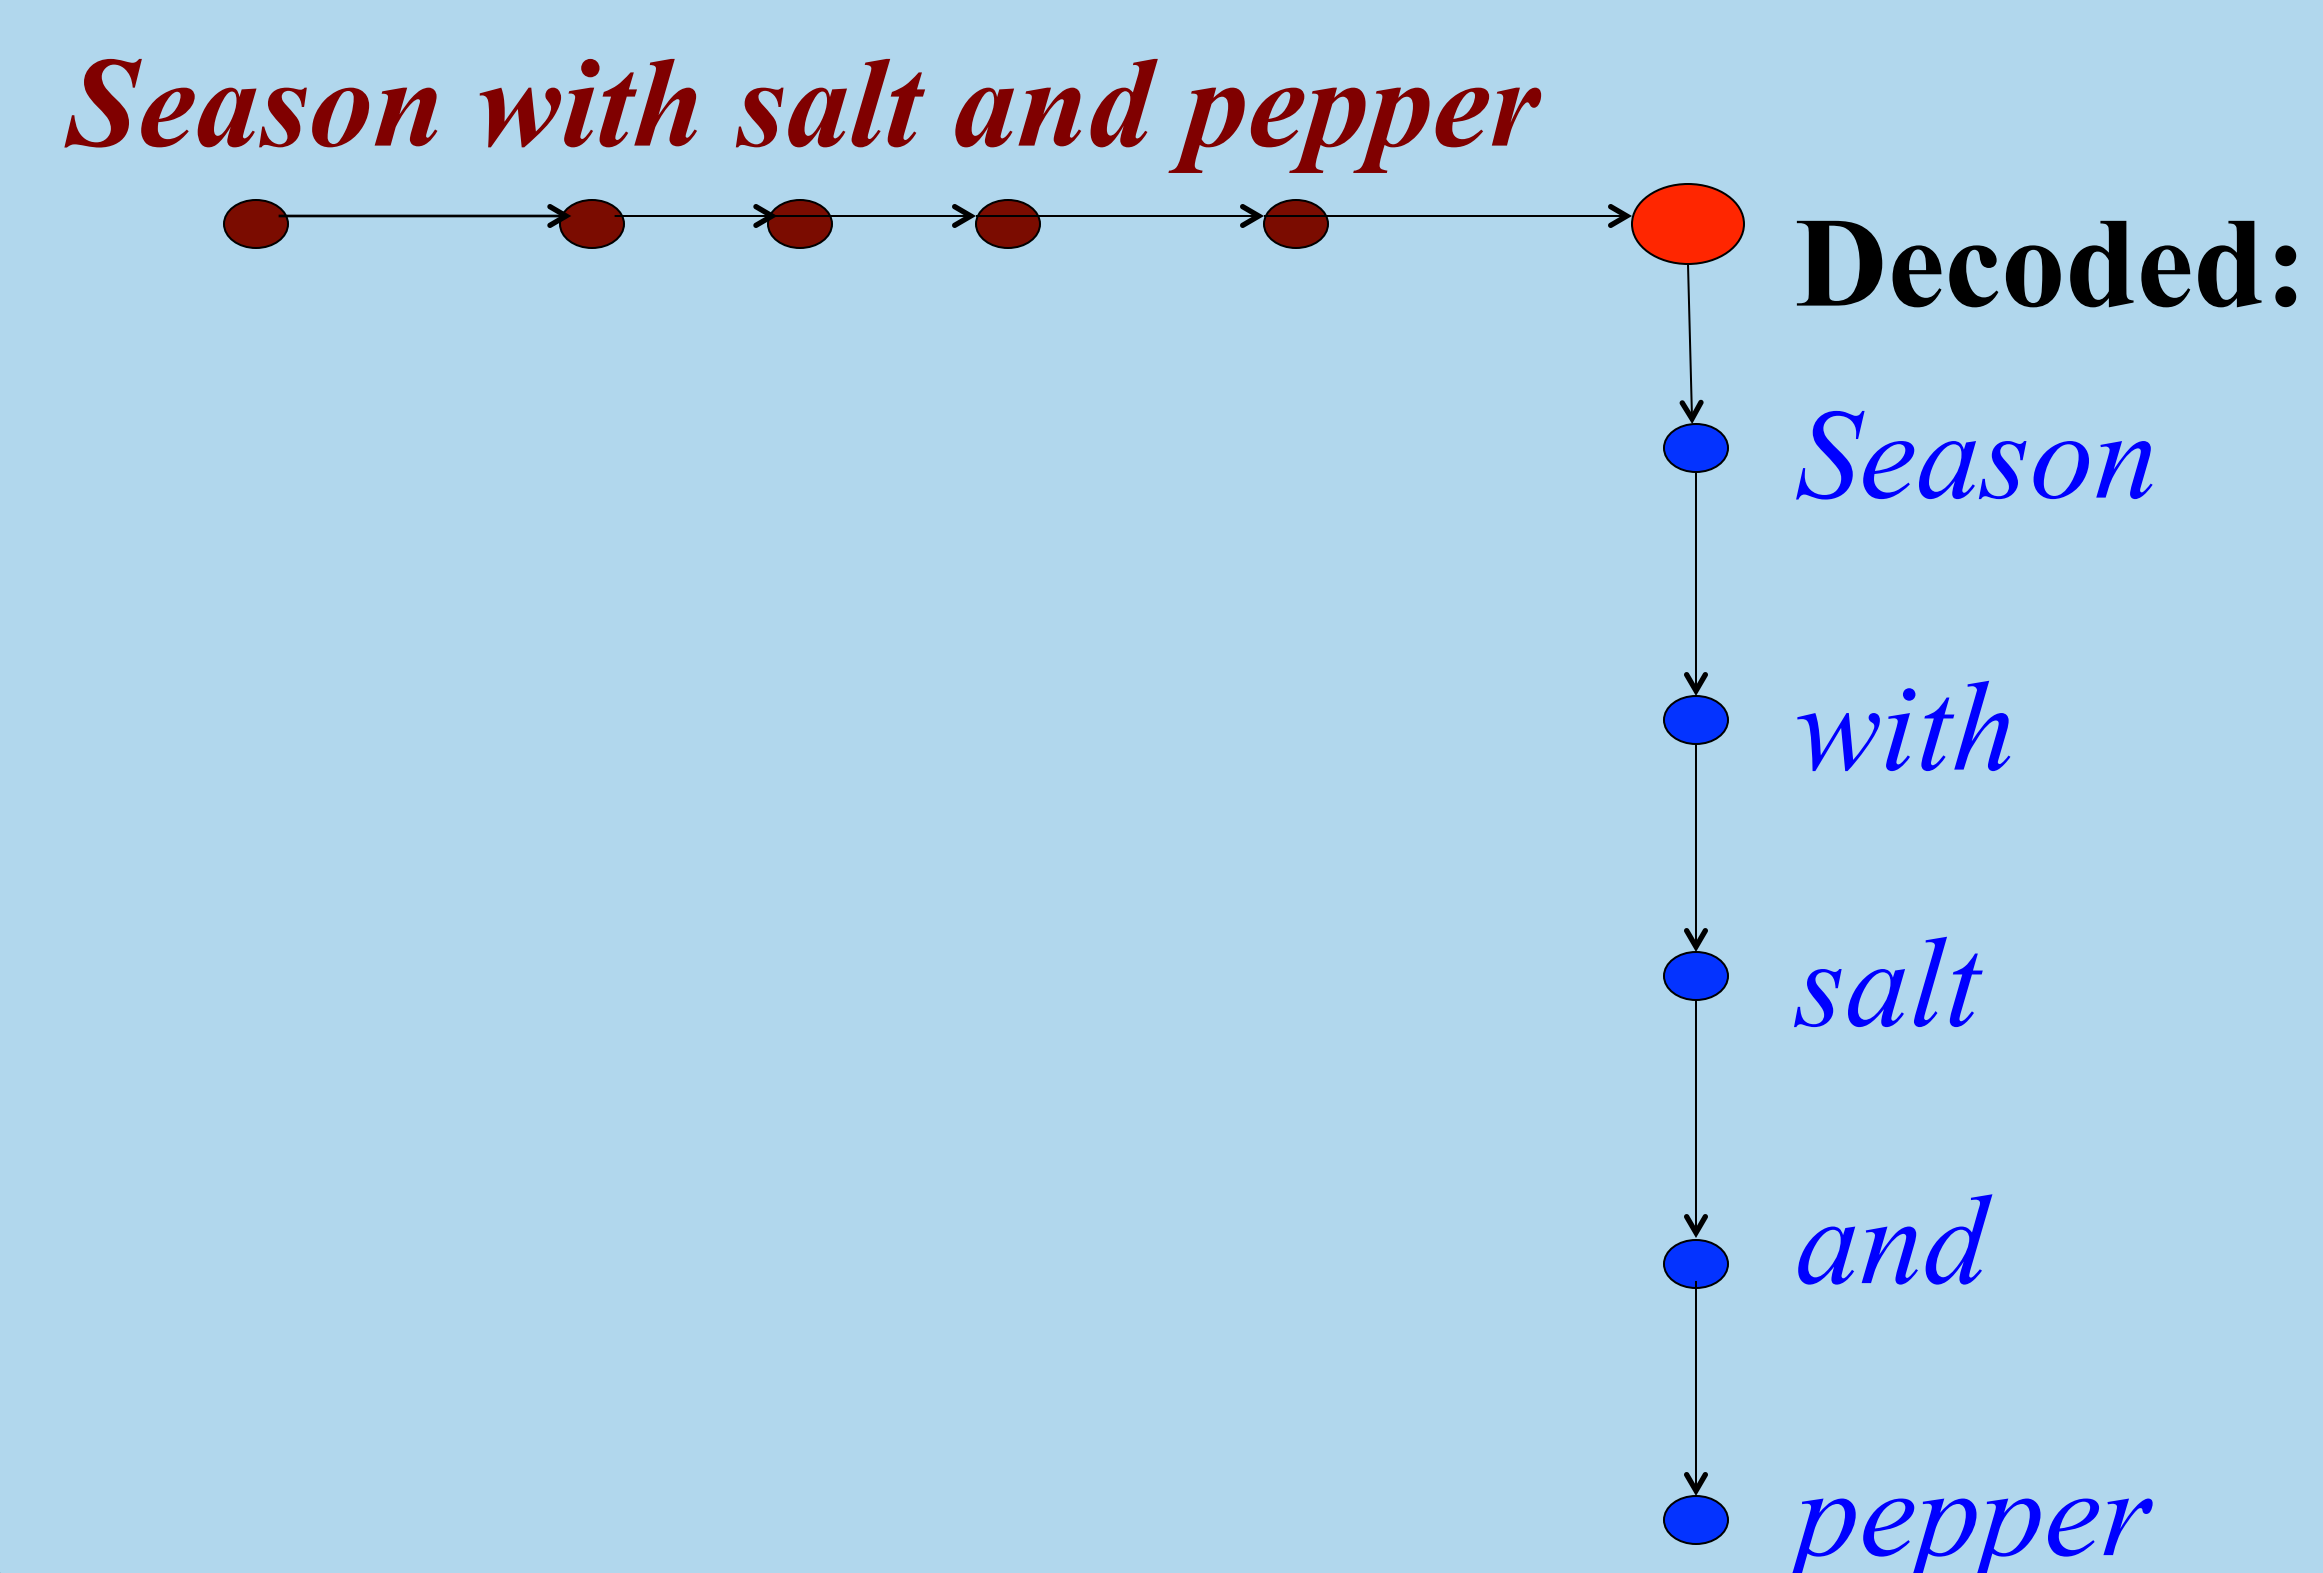 Season with salt and pepper
Decoded:
Season
with
salt
and
pepper